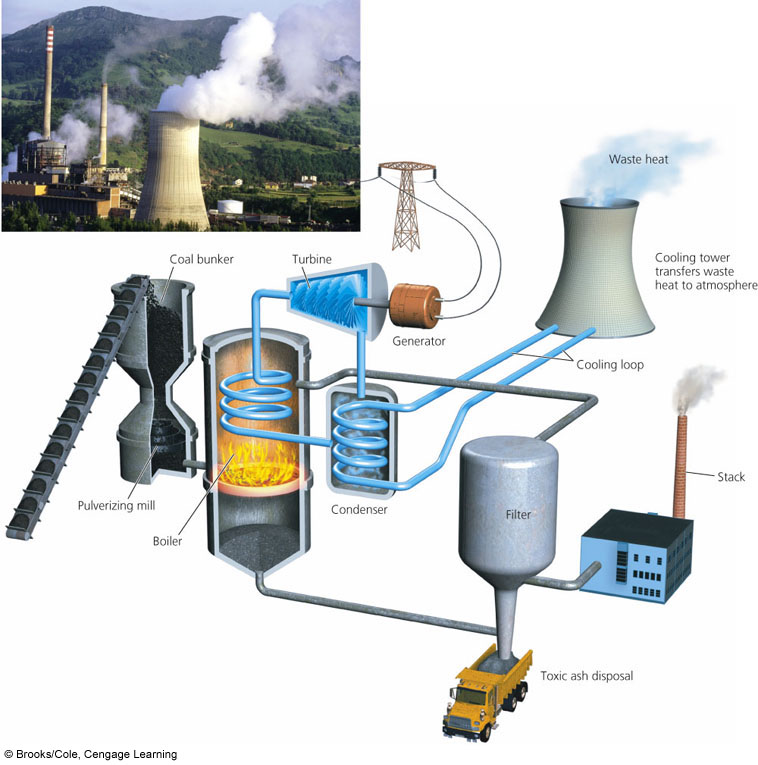 Waste heat
Coal bunker
Turbine
Cooling tower
transfers waste
heat to atmosphere
Generator
Cooling loop
Pulverizing mill
Condenser
Stack
Filter
Boiler
Toxic ash disposal
© Brooks/Cole, Cengage Learning